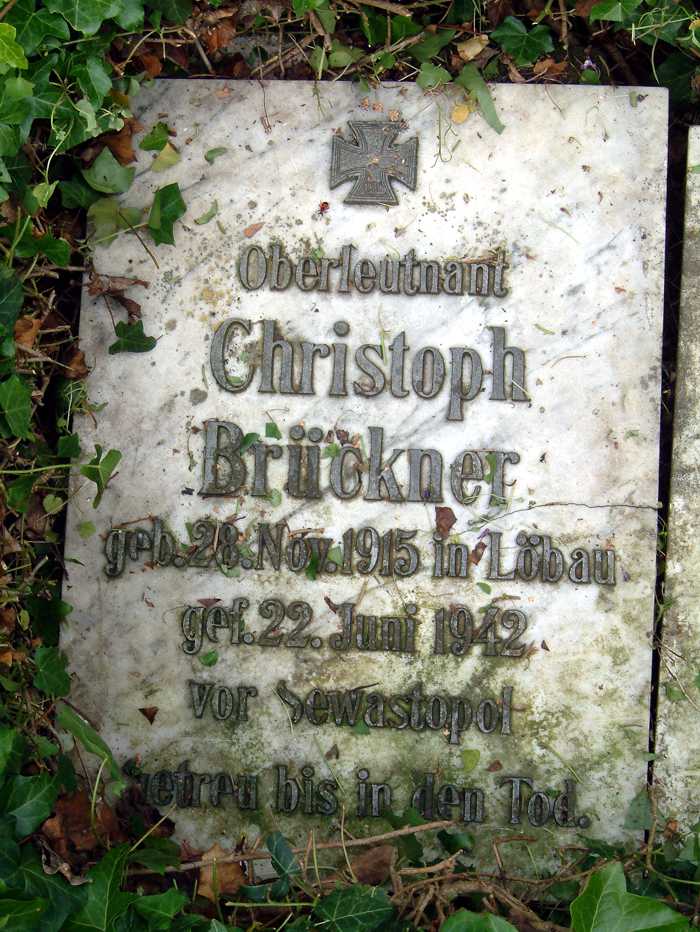 Oberleutnant
Christoph
Brückner
geb. 28. Nov. 1915 in Löbau
gef. 22. Juni 1942
vor Sewastopol
getreu bis in den Tod.